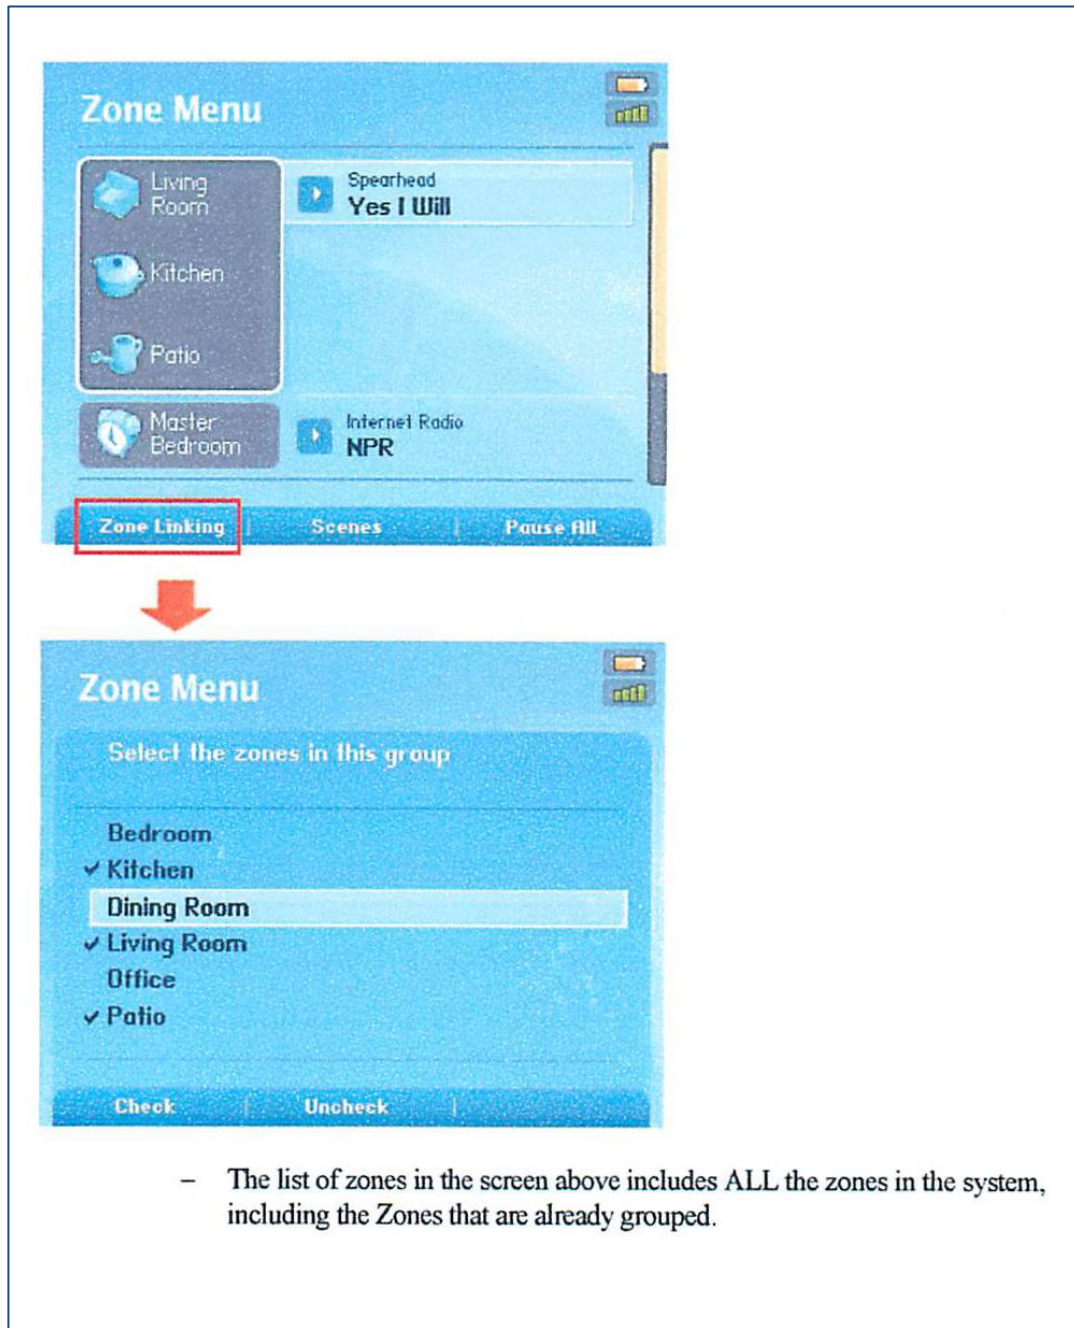 Zone Menu
Living
Room
Spearhead
Yes I Will
Kitchen
Patio
Master
Bedroom
Internet Radio
NPR
Zone Linking
Scenes
Pause All
Zone Menu
Select the zones in this group
Bedroom
✓ Kitchen
Dining Room
✓ Living Room
Office
✓ Patio
Check
Uncheck
– The list of zones in the screen above includes ALL the zones in the system,
including the Zones that are already grouped.